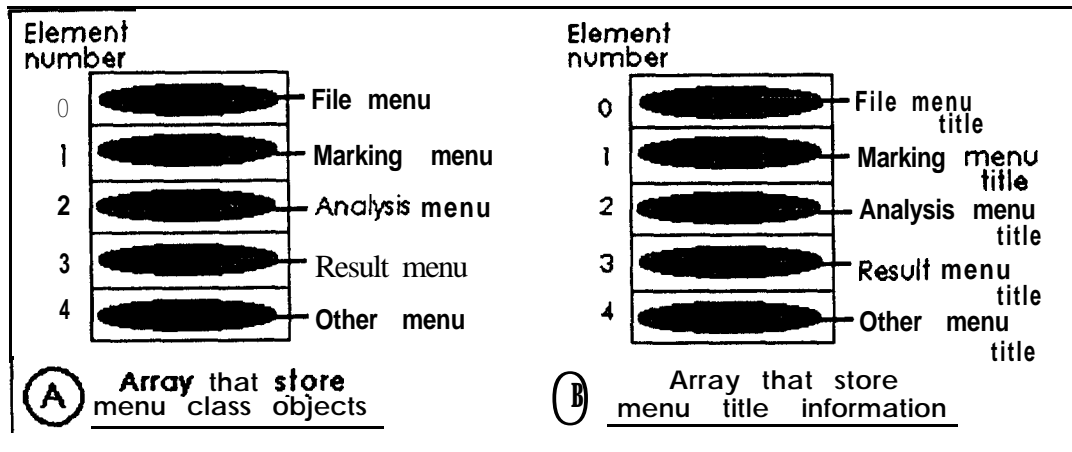 Element
number
0 File menu
1 Marking menu
2 Analysis menu
3 Result menu
4 Other menu
A Array that store
menu class objects
Element
number
0 File menu
title
1 Marking menu
title
2 Analysis menu
title
3 Result menu
title
4 Other menu
title
B Array that store
menu title information